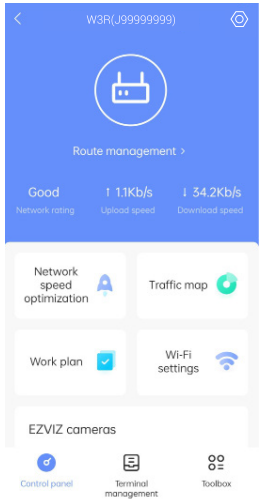 W3R(J99999999)
Route management >
Good
↑ 1.1Kb/s
↓ 34.2Kb/s
Network rating
Upload speed
Download speed
Network
speed
optimization
Traffic map
Work plan
Wi-Fi
settings
EZVIZ cameras
Control panel
Terminal
management
Toolbox